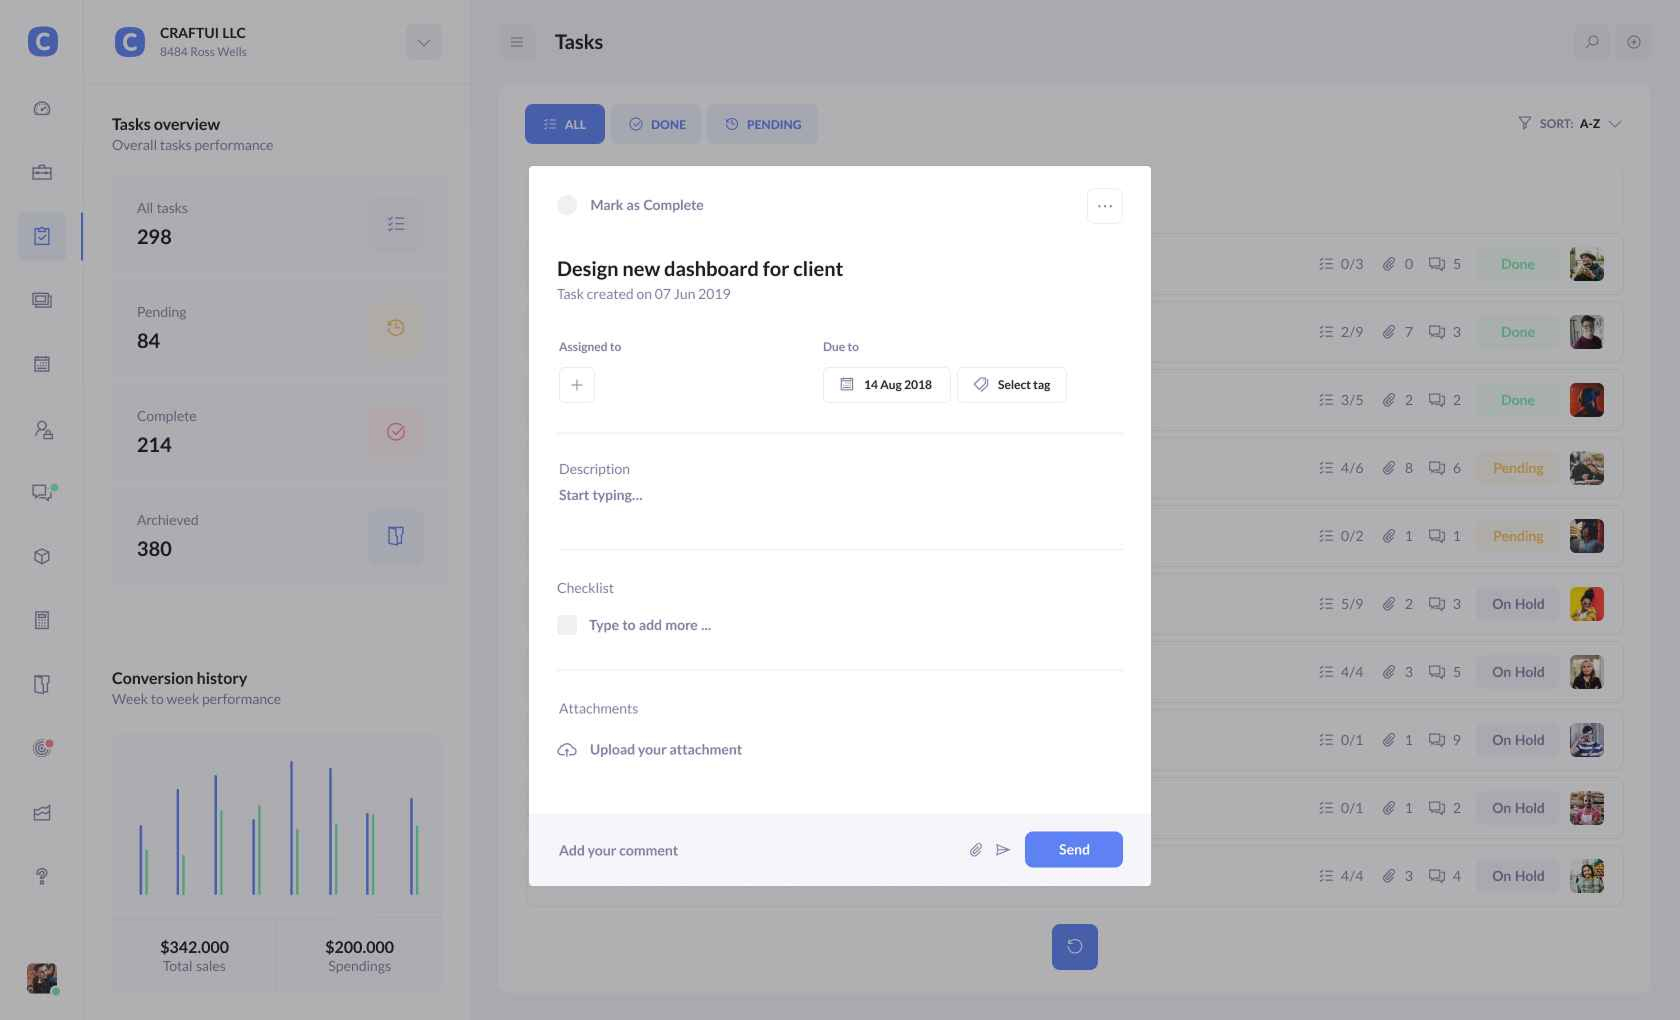 C
C
CRAFTUI LLC
8484 Ross Wells
Tasks
Tasks overview
Overall tasks performance
All tasks
298
Pending
84
Complete
214
Archieved
380
Conversion history
Week to week performance
$342.000
Total sales
$200.000
Spendings
ALL
DONE
PENDING
SORT: A-Z
Mark as Complete
Design new dashboard for client
Task created on 07 Jun 2019
Assigned to
Due to
14 Aug 2018
Select tag
Description
Start typing...
Checklist
Type to add more ...
Attachments
Upload your attachment
Add your comment
Send
0/3 0 5 Done
2/9 7 3 Done
3/5 2 2 Done
4/6 8 6 Pending
0/2 1 1 Pending
5/9 2 3 On Hold
4/4 3 5 On Hold
0/1 1 9 On Hold
0/1 1 2 On Hold
4/4 3 4 On Hold